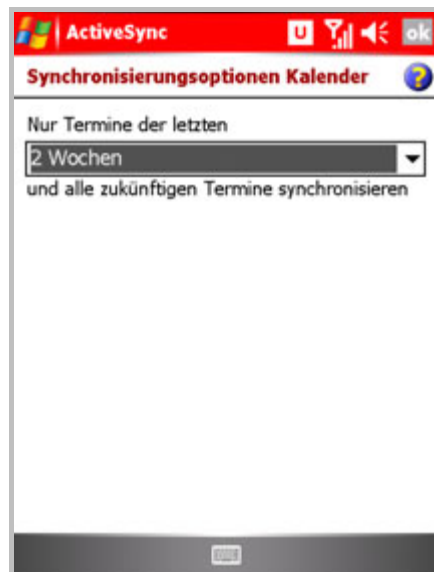 ActiveSync
U
ok
Synchronisierungsoptionen Kalender
?
Nur Termine der letzten
2 Wochen
und alle zukünftigen Termine synchronisieren